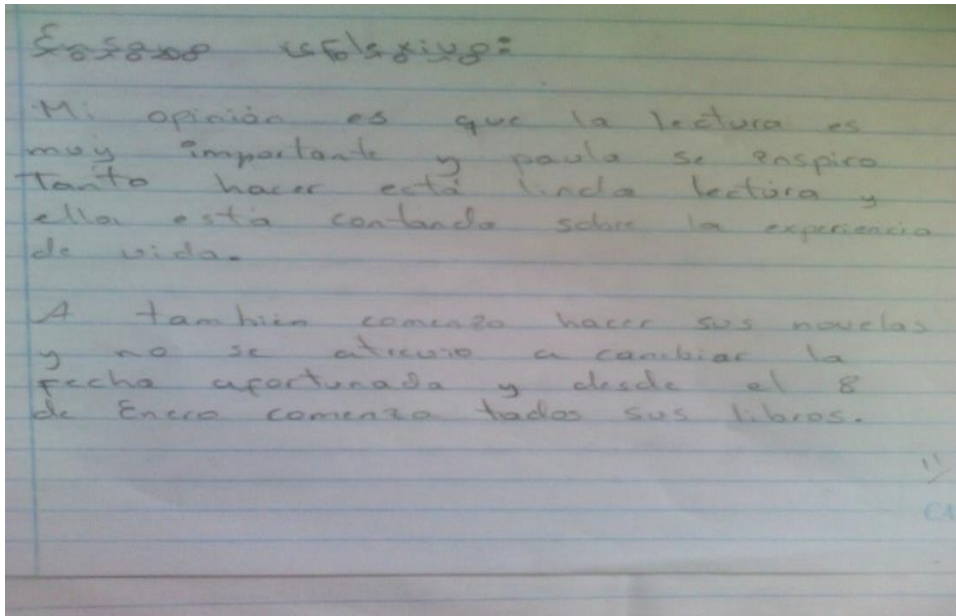 Ensayo reflexivo:
Mi opinión es que la lectura es
muy importante y paula se inspiro
Tanto hacer está linda lectúra y
ella esta contando sobre la experiencia
de vida.
A también comenzo hacer sus novelas
y no se atrevio a cambiar la
fecha afortunada y desde el 8
de Enero comenzo todos sus libros.